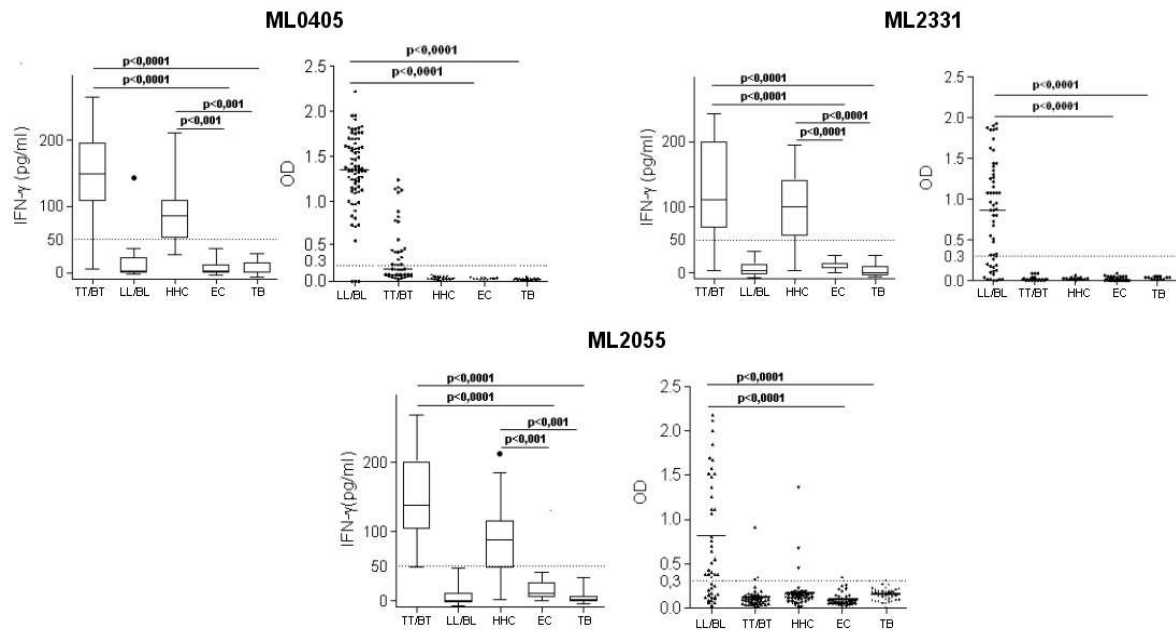 ML0405
p<0,0001
p<0,0001
p<0,001
p<0,001
IFN-γ (pg/ml)
200
100
50
0
TT/BT LL/BL HHC EC TB
p<0,0001
p<0,0001
OD
2.5
2.0
1.5
1.0
0.5
0.3
0.0
LL/BL TT/BT HHC EC TB
ML2331
p<0,0001
p<0,0001
p<0,0001
p<0,0001
IFN-γ (pg/ml)
200
100
50
0
TT/BT LL/BL HHC EC TB
p<0,0001
p<0,0001
OD
2.5
2.0
1.5
1.0
0.5
0.3
0.0
LL/BL TT/BT HHC EC TB
ML2055
p<0,0001
p<0,0001
p<0,001
p<0,001
IFN-γ(pg/ml)
200
100
50
0
TT/BT LL/BL HHC EC TB
p<0,0001
p<0,0001
OD
2.5
2.0
1.5
1.0
0.5
0,3
0.0
LL/BL TT/BT HHC EC TB